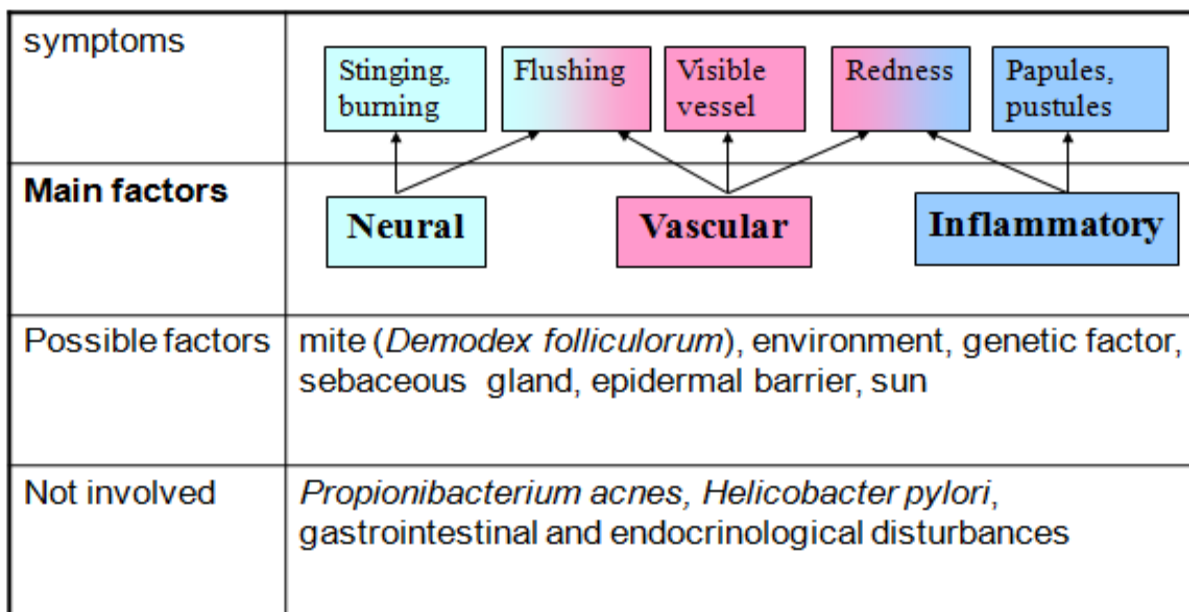 symptoms
Stinging,
burning
Flushing
Visible
vessel
Redness
Papules,
pustules
Main factors
Neural
Vascular
Inflammatory
Possible factors
mite (Demodex folliculorum), environment, genetic factor,
sebaceous gland, epidermal barrier, sun
Not involved
Propionibacterium acnes, Helicobacter pylori,
gastrointestinal and endocrinological disturbances